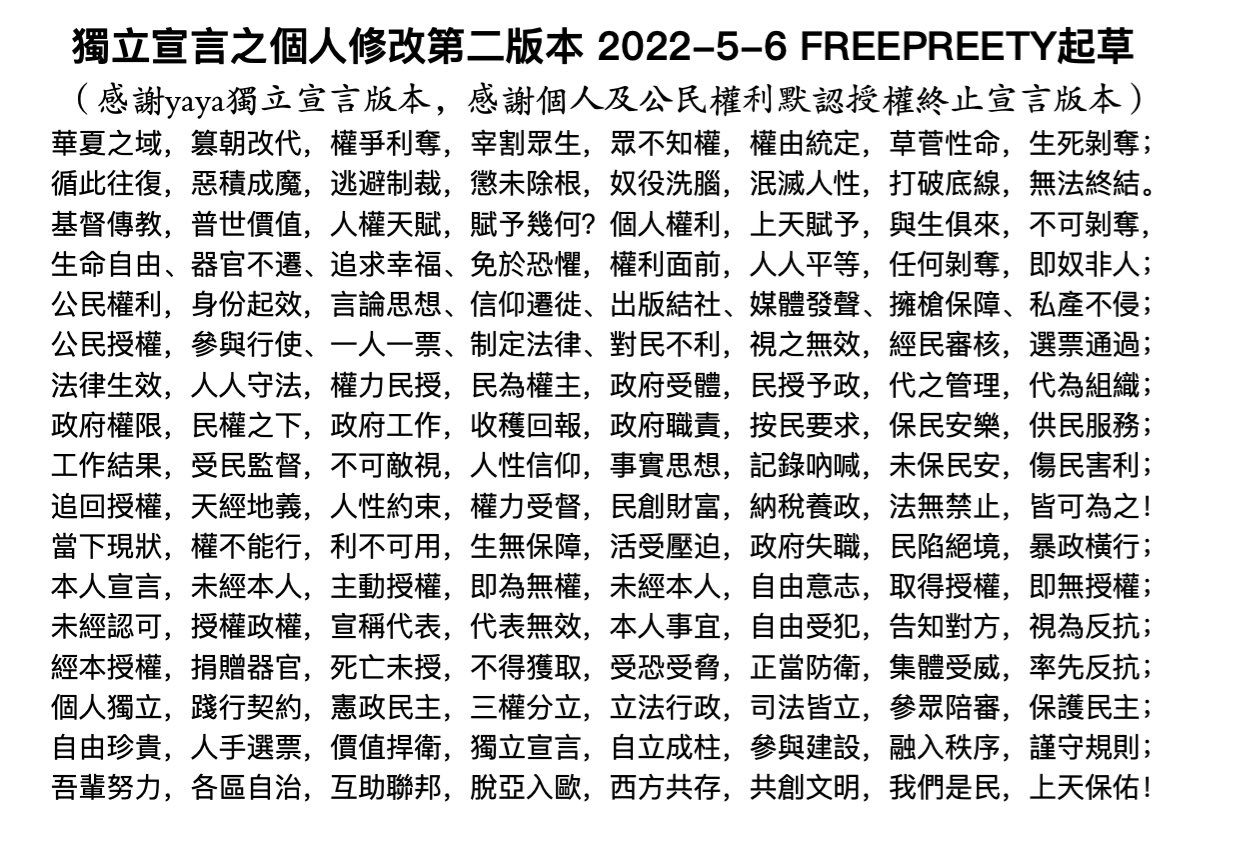 獨立宣言之個人修改第二版本 2022–5–6 FREEPREETY起草
（感謝yaya獨立宣言版本，感謝個人及公民權利默認授權終止宣言版本）
華夏之域，篡朝改代，權爭利奪，宰割眾生，眾不知權，權由統定，草菅性命，生死剝奪；
循此往復，惡積成魔，逃避制裁，懲未除根，奴役洗腦，泯滅人性，打破底線，無法終結。
基督傳教，普世價值，人權天賦，賦予幾何？個人權利，上天賦予，與生俱來，不可剝奪，
生命自由、器官不遷、追求幸福、免於恐懼，權利面前，人人平等，任何剝奪，即奴非人；
公民權利，身份起效，言論思想、信仰遷徙、出版結社、媒體發聲、擁槍保障、私產不侵；
公民授權，參與行使、一人一票、制定法律、對民不利，視之無效，經民審核，選票通過；
法律生效，人人守法，權力民授，民為權主，政府受體，民授予政，代之管理，代為組織；
政府權限，民權之下，政府工作，收穫回報，政府職責，按民要求，保民安樂，供民服務；
工作結果，受民監督，不可敵視，人性信仰，事實思想，記錄吶喊，未保民安，傷民害利；
追回授權，天經地義，人性約束，權力受督，民創財富，納稅養政，法無禁止，皆可為之！
當下現狀，權不能行，利不可用，生無保障，活受壓迫，政府失職，民陷絕境，暴政橫行；
本人宣言，未經本人，主動授權，即為無權，未經本人，自由意志，取得授權，即無授權；
未經認可，授權政權，宣稱代表，代表無效，本人事宜，自由受犯，告知對方，視為反抗；
經本授權，捐贈器官，死亡未授，不得獲取，受恐受脅，正當防衛，集體受威，率先反抗；
個人獨立，踐行契約，憲政民主，三權分立，立法行政，司法皆立，參眾陪審，保護民主；
自由珍貴，人手選票，價值捍衛，獨立宣言，自立成柱，參與建設，融入秩序，謹守規則；
吾輩努力，各區自治，互助聯邦，脫亞入歐，西方共存，共創文明，我們是民，上天保佑！